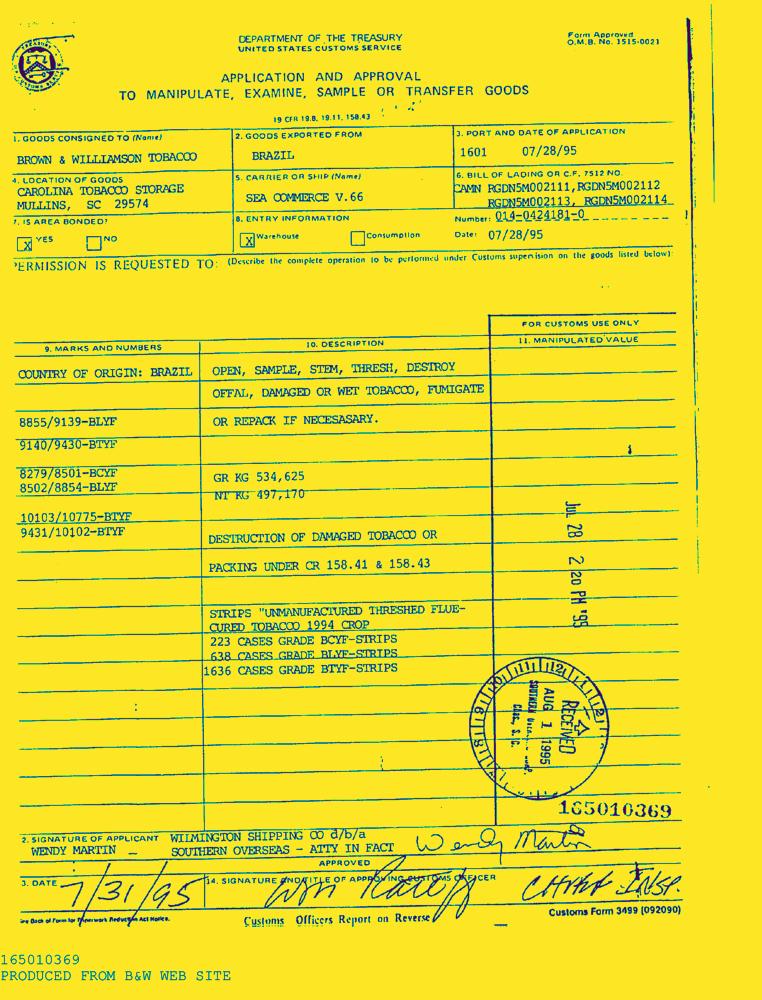 DEPARTMENT OF THE TREASURY
UNITED STATES CUSTOMS SERVICE
Form Approved
O.M.B. No. 1515-0021
APPLICATION AND APPROVAL
TO MANIPULATE, EXAMINE, SAMPLE OR TRANSFER GOODS
19 CFR 19.8, 19.11, 158.43
1. GOODS CONSIGNED TO (Name)
BROWN & WILLIAMSON TOBACCO
2. GOODS EXPORTED FROM
BRAZIL
3. PORT AND DATE OF APPLICATION
1601 07/28/95
4. LOCATION OF GOODS
CAROLINA TOBACCO STORAGE
MULLINS, SC 29574
5. CARRIER OR SHIP (Name)
SEA COMMERCE V.66
6. BILL OF LADING OR C.F. 7512 NO.
CAMN RGDN5M002111, RGDN5M002112
RGDN5M002113, RGDN5M002114
7. IS AREA BONDED?
X YES NO
8. ENTRY INFORMATION
X Warehouse Consumption
Number: 014-0424181-0
Date: 07/28/95
PERMISSION IS REQUESTED TO: (Describe the complete operation to be performed under Customs supervision on the goods listed below):
FOR CUSTOMS USE ONLY
9. MARKS AND NUMBERS
10. DESCRIPTION
11. MANIPULATED VALUE
COUNTRY OF ORIGIN: BRAZIL
OPEN, SAMPLE, STEM, THRESH, DESTROY
OFFAL, DAMAGED OR WET TOBACCO, FUMIGATE
8855/9139-BLYF
OR REPACK IF NECESASARY.
9140/9430-BTYF
8279/8501-BCYF
GR KG 534,625
8502/8854-BLYF
NT KG 497,170
10103/10775-BTYF
9431/10102-BTYF
DESTRUCTION OF DAMAGED TOBACCO OR
PACKING UNDER CR 158.41 & 158.43
JUL 28 2 20 PM '95
STRIPS "UNMANUFACTURED THRESHED FLUE-
CURED TOBACCO 1994 CROP
223 CASES GRADE BCYF-STRIPS
638 CASES GRADE BLYF-STRIPS
1636 CASES GRADE BTYF-STRIPS
RECEIVED
AUG 1 1995
SOUTHERN
S. C.
165010369
2. SIGNATURE OF APPLICANT
WENDY MARTIN
WILMINGTON SHIPPING CO d/b/a
SOUTHERN OVERSEAS - ATTY IN FACT
Wendy Martin
APPROVED
3. DATE
7/31/95
14. SIGNATURE AND TITLE OF APPROVING CUSTOMS OFFICER
Chief INSP.
See Back of Form for Paperwork Reduction Act Notice.
Customs Officers Report on Reverse
Customs Form 3499 (092090)
165010369
PRODUCED FROM B&W WEB SITE